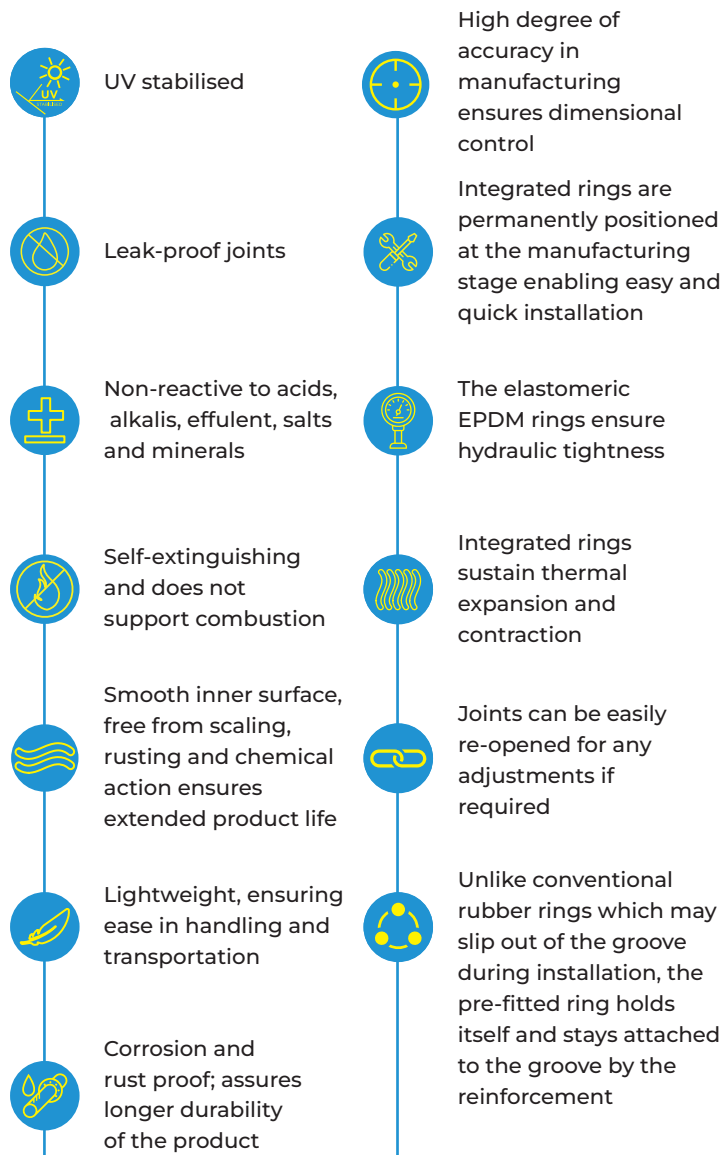 UV stabilised
Leak-proof joints
Non-reactive to acids,
alkalis, effulent, salts
and minerals
Self-extinguishing
and does not
support combustion
Smooth inner surface,
free from scaling,
rusting and chemical
action ensures
extended product life
Lightweight, ensuring
ease in handling and
transportation
Corrosion and
rust proof; assures
longer durability
of the product
High degree of
accuracy in
manufacturing
ensures dimensional
control
Integrated rings are
permanently positioned
at the manufacturing
stage enabling easy and
quick installation
The elastomeric
EPDM rings ensure
hydraulic tightness
Integrated rings
sustain thermal
expansion and
contraction
Joints can be easily
re-opened for any
adjustments if
required
Unlike conventional
rubber rings which may
slip out of the groove
during installation, the
pre-fitted ring holds
itself and stays attached
to the groove by the
reinforcement
UV